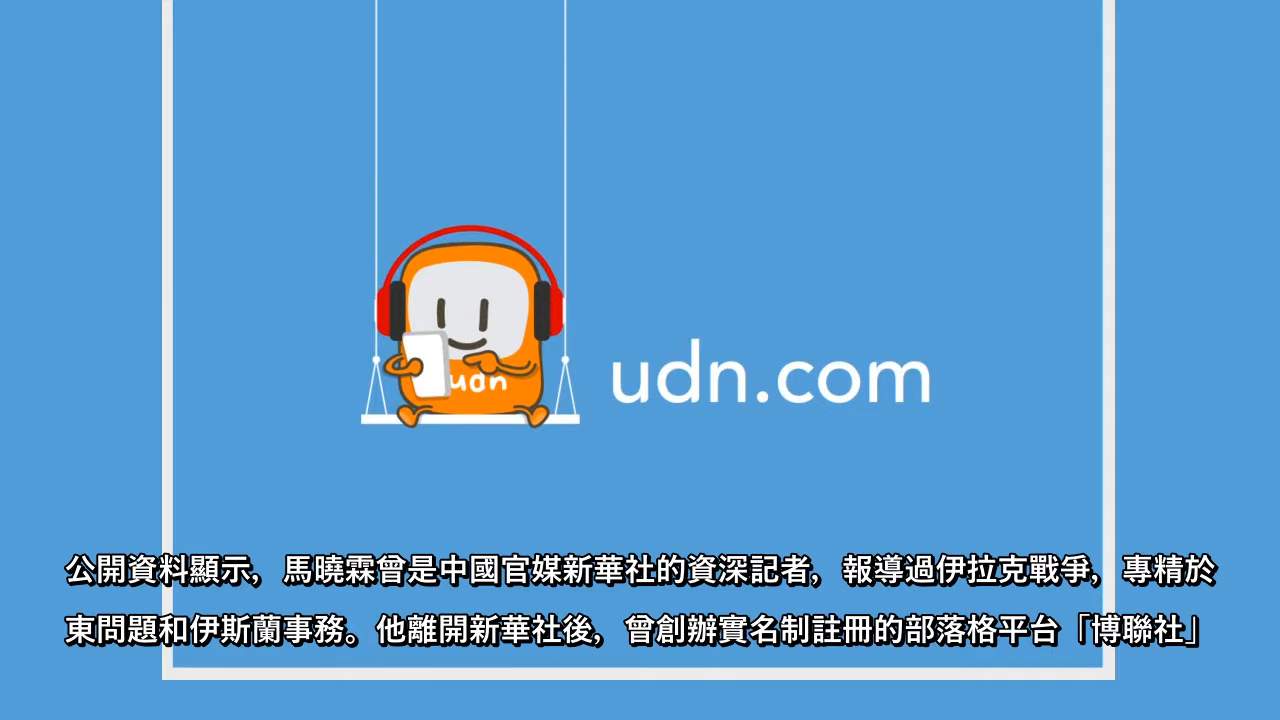 udn
udn.com
公開資料顯示，馬曉霖曾是中國官媒新華社的資深記者，報導過伊拉克戰爭，專精於
東問題和伊斯蘭事務。他離開新華社後，曾創辦實名制註冊的部落格平台「博聯社」